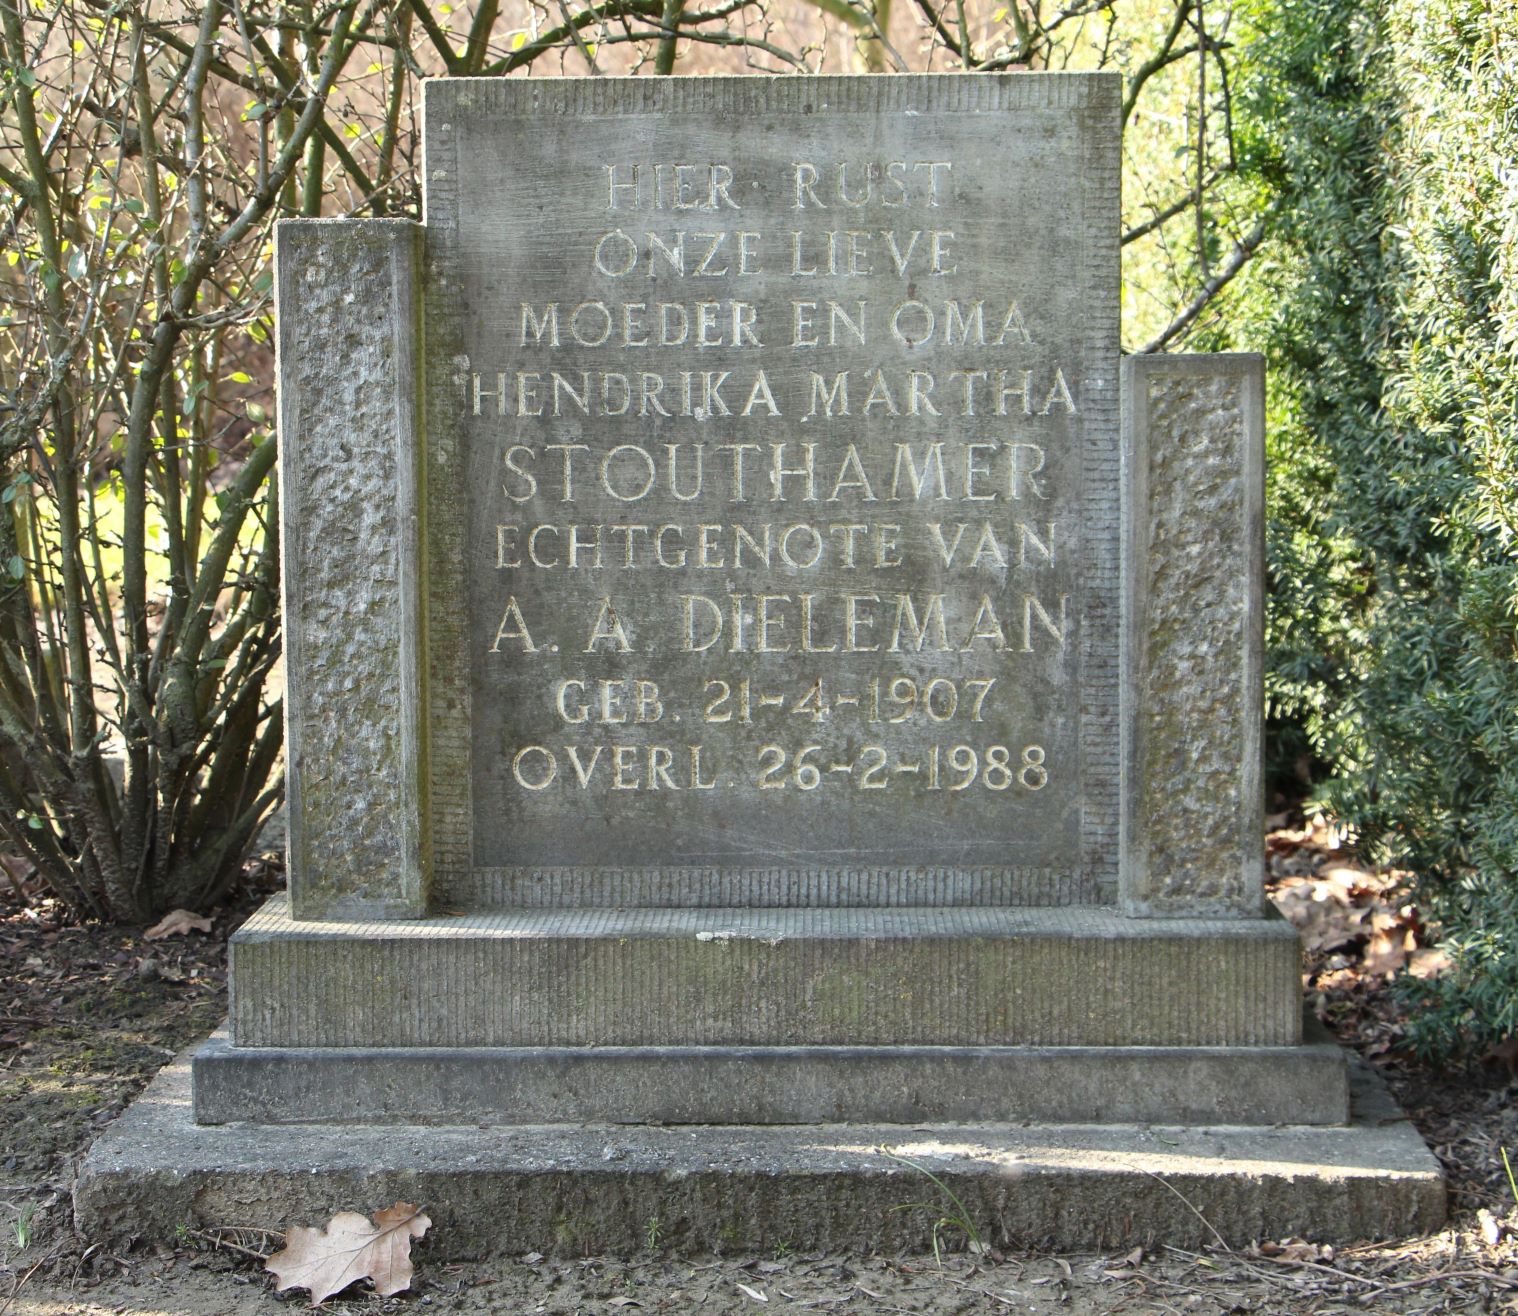 HIER RUST
ONZE LIEVE
MOEDER EN OMA
HENDRIKA MARTHA
STOUTHAMER
ECHTGENOTE VAN
A. A. DIELEMAN
GEB. 21-4-1907
OVERL. 26-2-1988